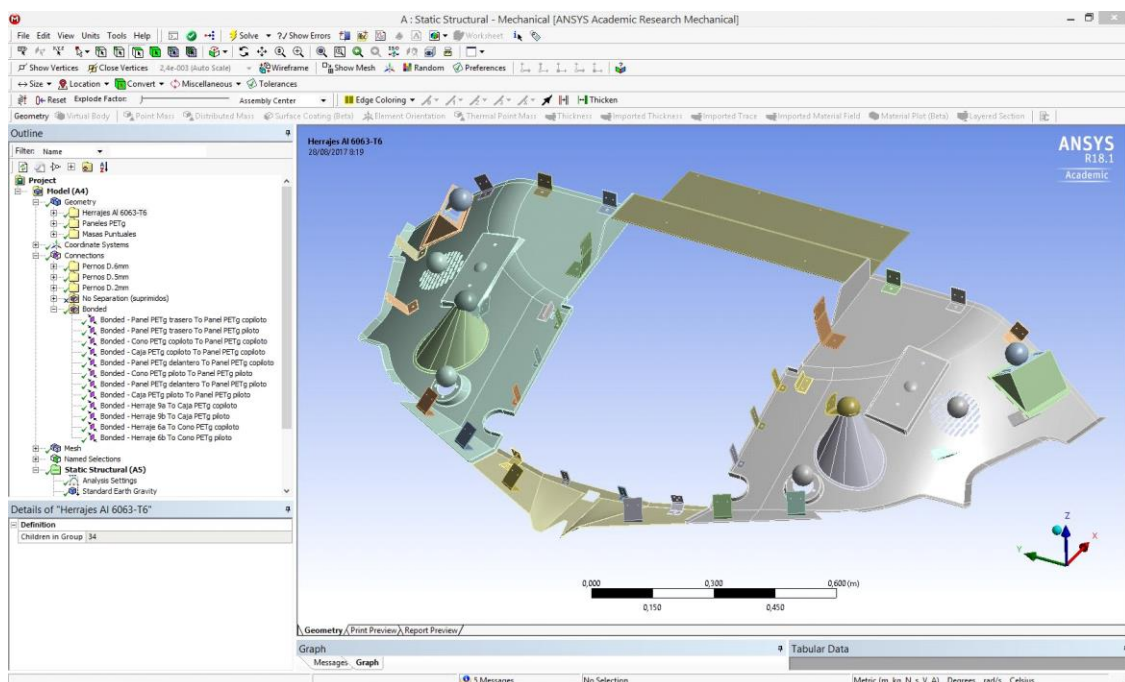 A : Static Structural - Mechanical [ANSYS Academic Research Mechanical]
File Edit View Units Tools Help Solve ?/ Show Errors Worksheet
Show Vertices Close Vertices 2,4e-003 (Auto Scale) Wireframe Show Mesh Random Preferences
Size Location Convert Miscellaneous Tolerances
Reset Explode Factor: Assembly Center Edge Coloring Thicken
Geometry Virtual Body Point Mass Distributed Mass Surface Coating (Beta) Element Orientation Thermal Point Mass Thickness Imported Thickness Imported Trace Imported Material Field Material Plot (Beta) Layered Section
Outline
Filter: Name
Project
Model (A4)
Geometry
Herrajes Al 6063-T6
Paneles PETg
Masas Puntuales
Coordinate Systems
Connections
Pernos D.6mm
Pernos D.5mm
Pernos D.2mm
No Separation (suprimidos)
Bonded
Bonded - Panel PETg trasero To Panel PETg copiloto
Bonded - Panel PETg trasero To Panel PETg piloto
Bonded - Cono PETg copiloto To Panel PETg copiloto
Bonded - Caja PETg copiloto To Panel PETg copiloto
Bonded - Panel PETg delantero To Panel PETg copiloto
Bonded - Cono PETg piloto To Panel PETg piloto
Bonded - Panel PETg delantero To Panel PETg piloto
Bonded - Caja PETg piloto To Panel PETg piloto
Bonded - Herraje 9a To Caja PETg copiloto
Bonded - Herraje 9b To Caja PETg piloto
Bonded - Herraje 6a To Cono PETg copiloto
Bonded - Herraje 6b To Cono PETg piloto
Mesh
Named Selections
Static Structural (A5)
Analysis Settings
Standard Earth Gravity
Details of "Herrajes Al 6063-T6"
Definition
Children in Group 34
Herrajes Al 6063-T6
28/08/2017 8:19
ANSYS
R18.1
Academic
Z
X
Y
0,000 0,300 0,600 (m)
0,150 0,450
Geometry Print Preview Report Preview
Graph
Tabular Data
Messages Graph
5 Messages
No Selection
Metric (m, kg, N, s, V, A) Degrees rad/s Celsius